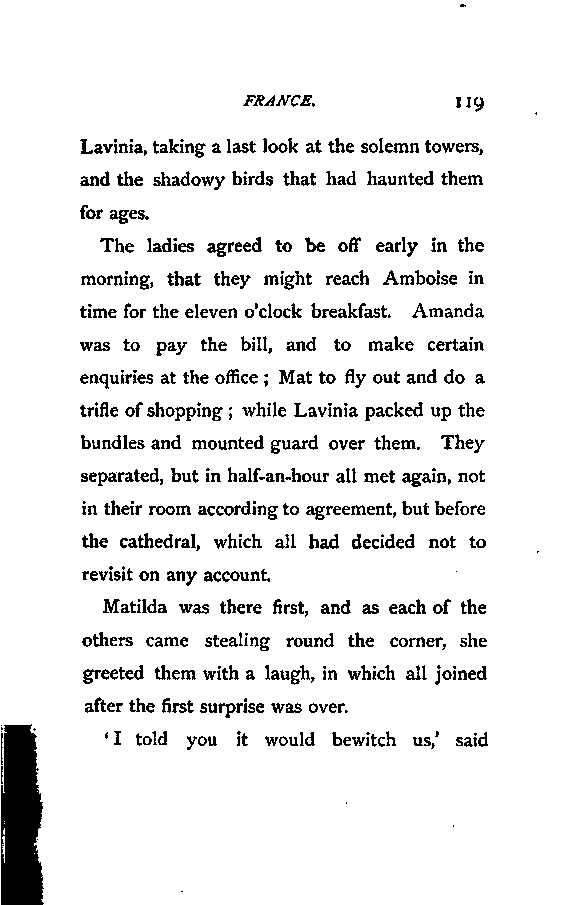 FRANCE. 119
Lavinia, taking a last look at the solemn towers,
and the shadowy birds that had haunted them
for ages.
The ladies agreed to be off early in the
morning, that they might reach Amboise in
time for the eleven o'clock breakfast. Amanda
was to pay the bill, and to make certain
enquiries at the office ; Mat to fly out and do a
trifle of shopping ; while Lavinia packed up the
bundles and mounted guard over them. They
separated, but in half-an-hour all met again, not
in their room according to agreement, but before
the cathedral, which all had decided not to
revisit on any account.
Matilda was there first, and as each of the
others came stealing round the corner, she
greeted them with a laugh, in which all joined
after the first surprise was over.
'I told you it would bewitch us,' said